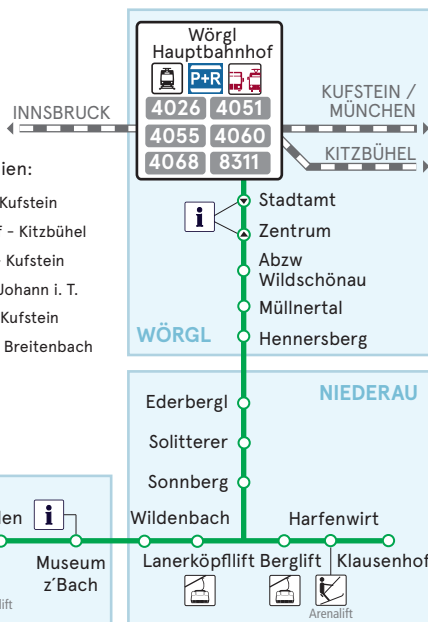 Wörgl
Hauptbahnhof
P+R
4026 4051
4055 4060
4068 8311
INNSBRUCK
KUFSTEIN /
MÜNCHEN
KITZBÜHEL
Kufstein
- Kitzbühel
Kufstein
Johann i. T.
Kufstein
Breitenbach
i
Stadtamt
Zentrum
Abzw
Wildschönau
Müllnertal
Hennersberg
WÖRGL
NIEDERAU
Ederbergl
Solitterer
Sonnberg
i
Wildenbach
Harfenwirt
Museum
z´Bach
Lanerköpfllift Berglift Klausenhof
Arenalift